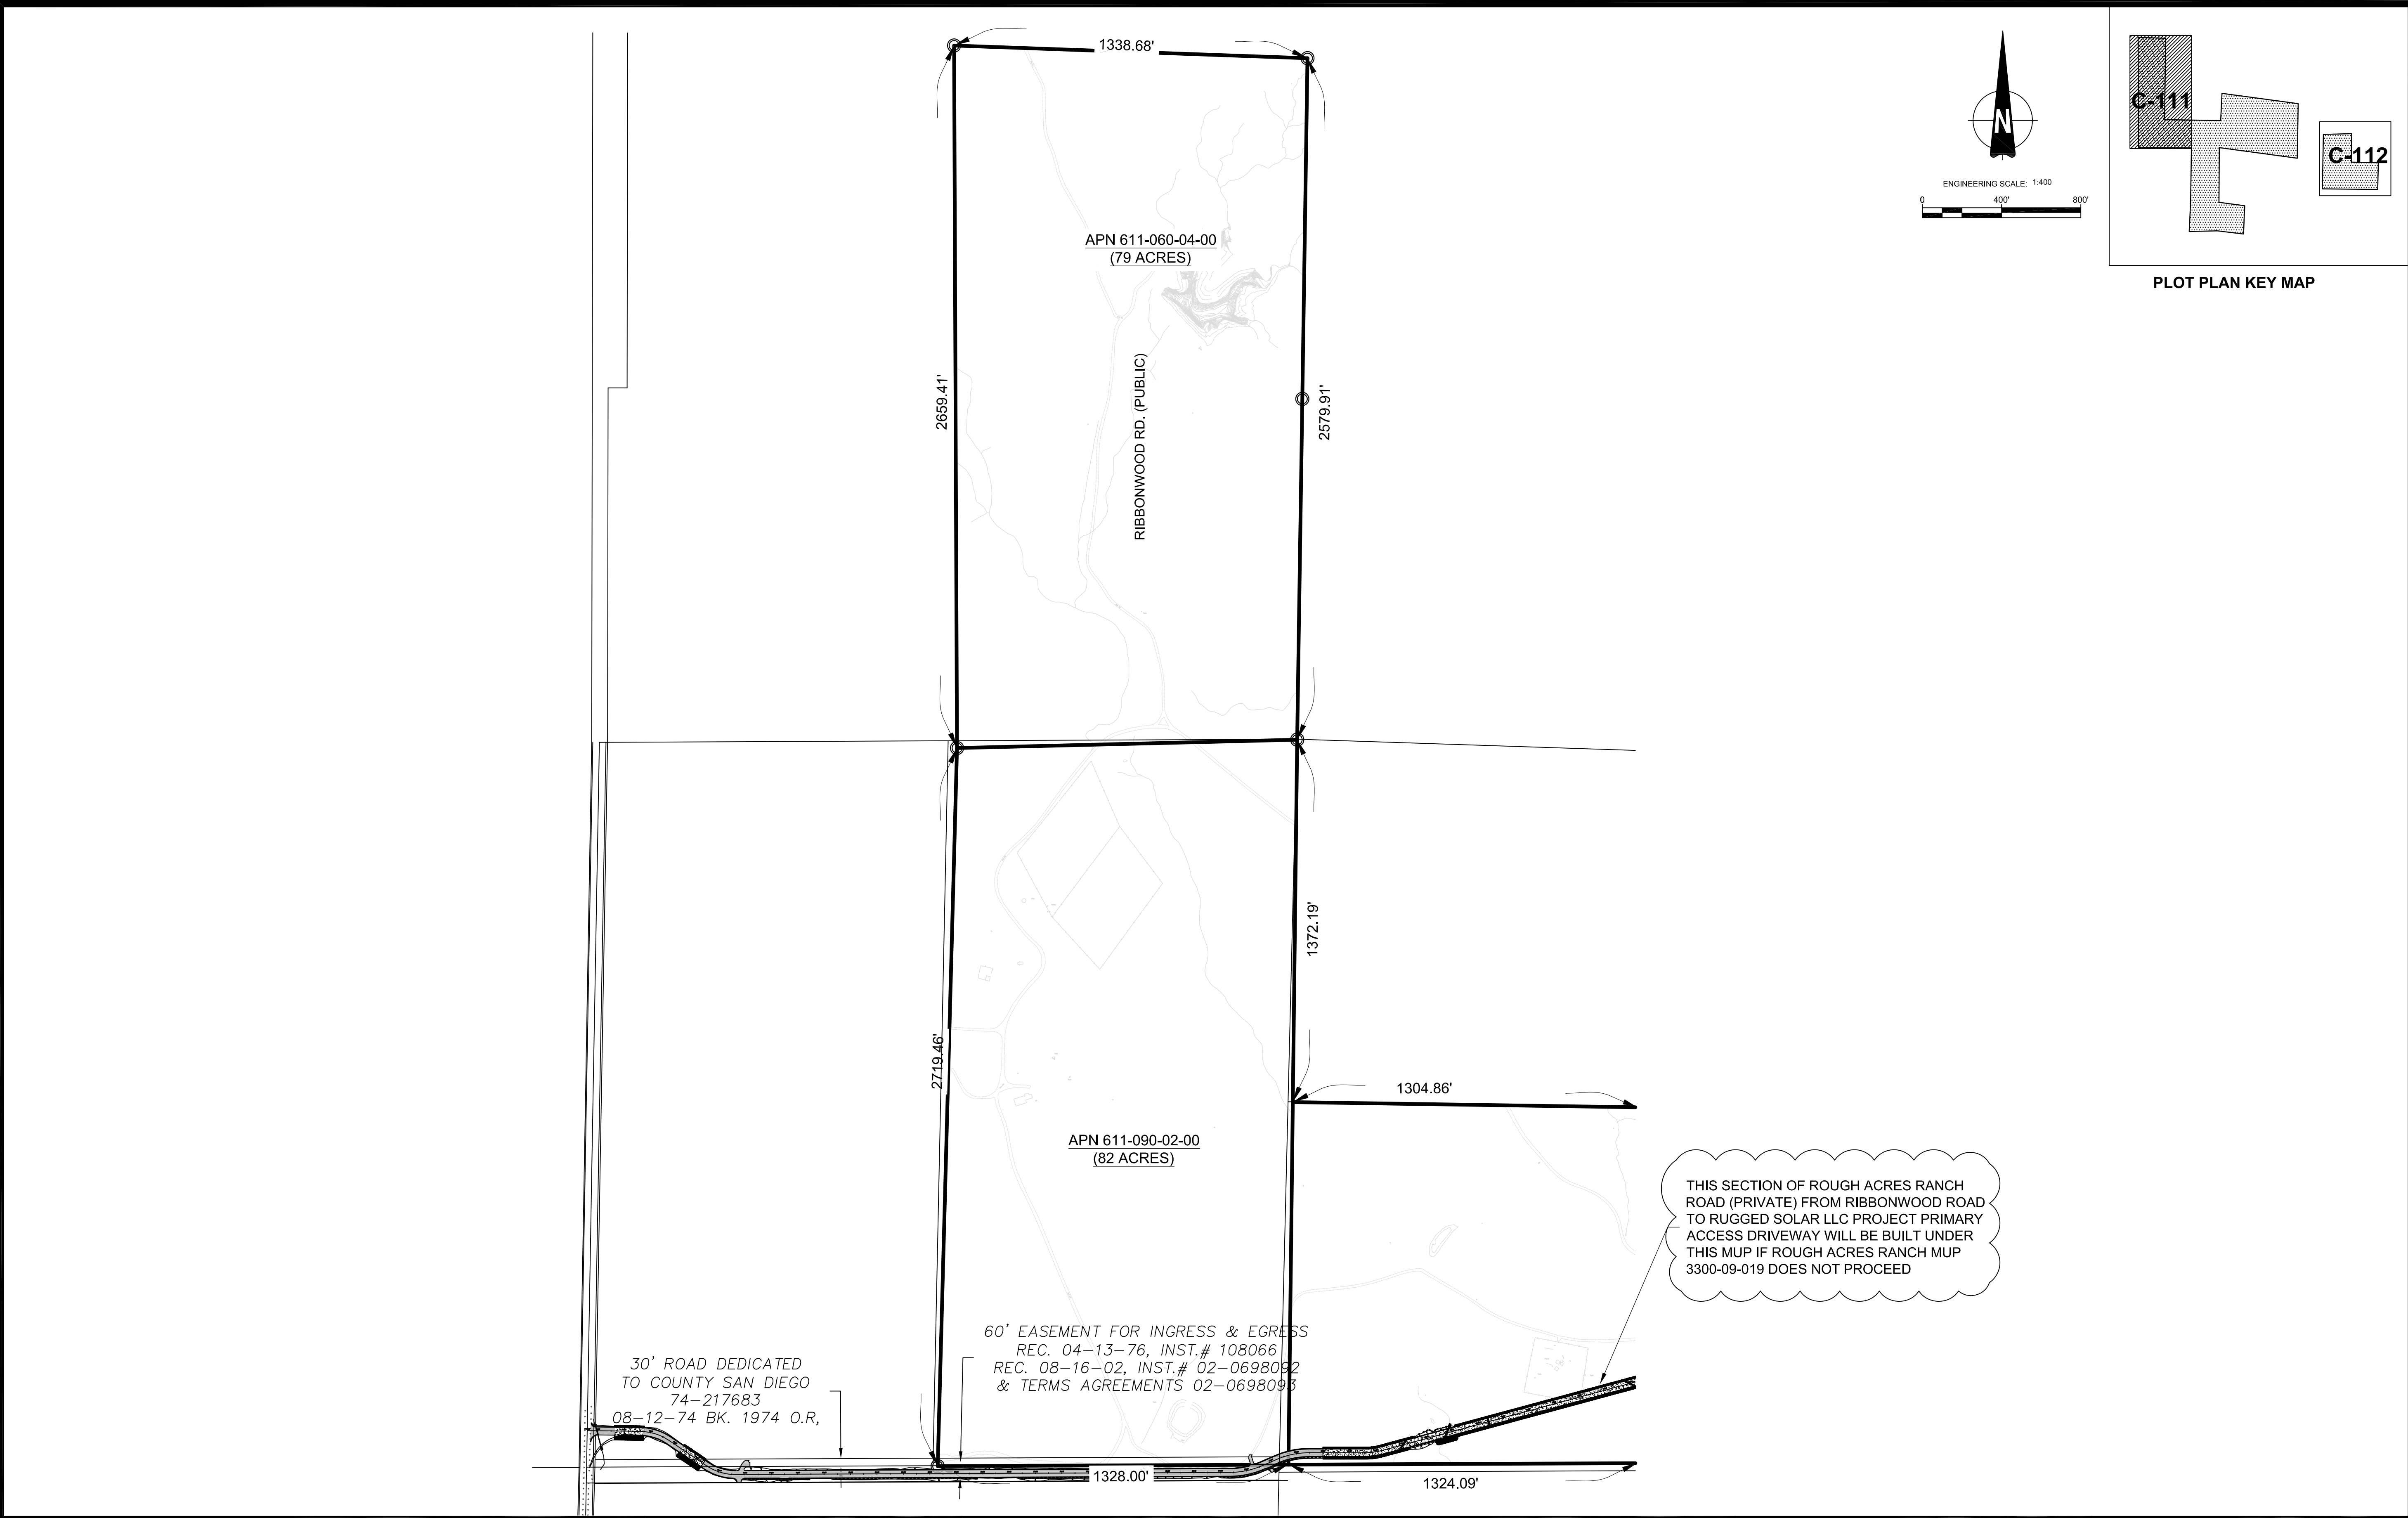 1338.68'
N
ENGINEERING SCALE: 1:400
0 400' 800'
C-111
C-112
PLOT PLAN KEY MAP
APN 611-060-04-00
(79 ACRES)
RIBBONWOOD RD. (PUBLIC)
2659.41'
2579.91'
1372.19'
2719.46'
1304.86'
APN 611-090-02-00
(82 ACRES)
THIS SECTION OF ROUGH ACRES RANCH
ROAD (PRIVATE) FROM RIBBONWOOD ROAD
TO RUGGED SOLAR LLC PROJECT PRIMARY
ACCESS DRIVEWAY WILL BE BUILT UNDER
THIS MUP IF ROUGH ACRES RANCH MUP
3300-09-019 DOES NOT PROCEED
60' EASEMENT FOR INGRESS & EGRESS
REC. 04-13-76, INST.# 108066
REC. 08-16-02, INST.# 02-0698092
& TERMS AGREEMENTS 02-0698093
30' ROAD DEDICATED
TO COUNTY SAN DIEGO
74-217683
08-12-74 BK. 1974 O.R,
1328.00'
1324.09'